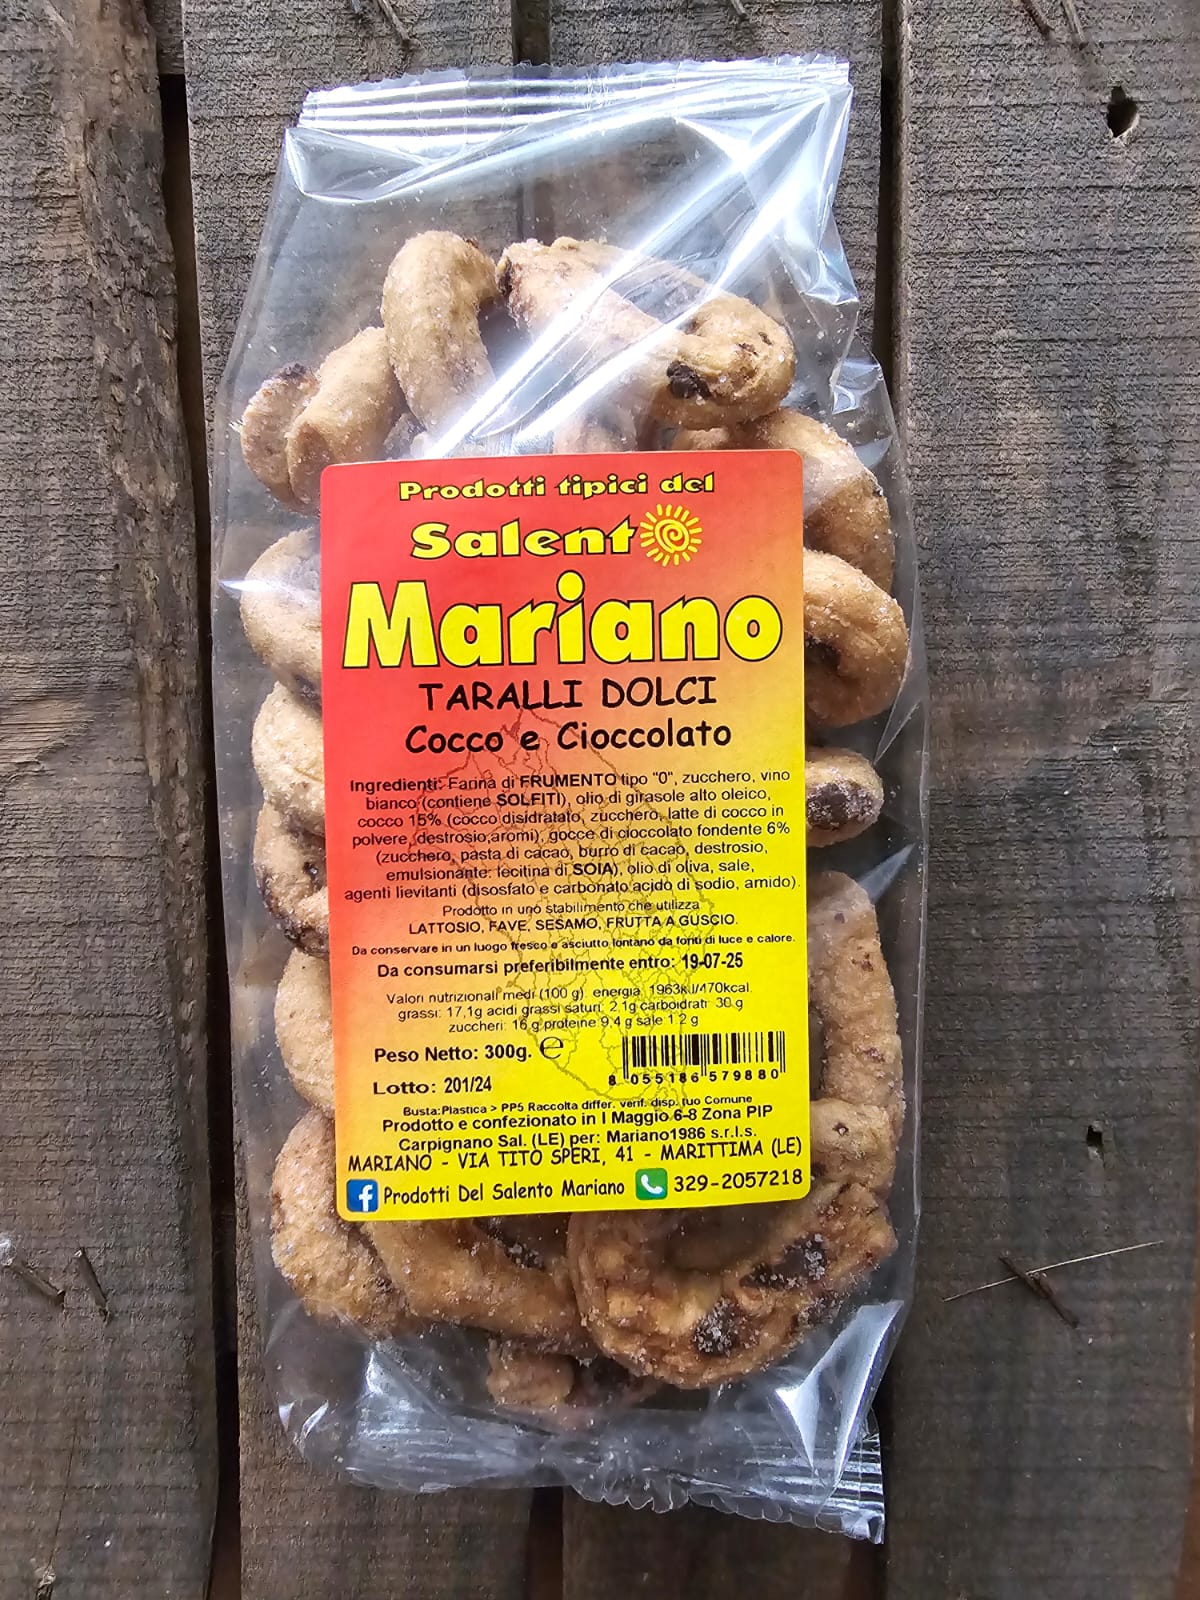 Prodotti tipici del
Salento
Mariano
TARALLI DOLCI
Cocco e Cioccolato
Ingredienti: Farina di FRUMENTO tipo "0", zucchero, vino
bianco (contiene SOLFITI), olio di girasole alto oleico,
cocco 15% (cocco disidratato, zucchero, latte di cocco in
polvere, destrosio,aromi), gocce di cioccolato fondente 6%
(zucchero, pasta di cacao, burro di cacao, destrosio,
emulsionante: lecitina di SOIA), olio di oliva, sale,
agenti lievitanti (disosfato e carbonato acido di sodio, amido).
Prodotto in uno stabilimento che utilizza
LATTOSIO, FAVE, SESAMO, FRUTTA A GUSCIO.
Da conservare in un luogo fresco e asciutto lontano da fonti di luce e calore.
Da consumarsi preferibilmente entro: 19-07-25
Valori nutrizionali medi (100 g) energia: 1963KJ/470kcal.
grassi: 17,1g acidi grassi saturi: 2,1g carboidrati: 30 g
zuccheri: 16 g proteine 9,4 g sale 1,2 g
Peso Netto: 300g. ℮
8 055186 579880
Lotto: 201/24
Busta:Plastica > PP5 Raccolta differ. verif. disp. tuo Comune
Prodotto e confezionato in I Maggio 6-8 Zona PIP
Carpignano Sal. (LE) per: Mariano1986 s.r.l.s.
MARIANO - VIA TITO SPERI, 41 - MARITTIMA (LE)
f Prodotti Del Salento Mariano 329-2057218